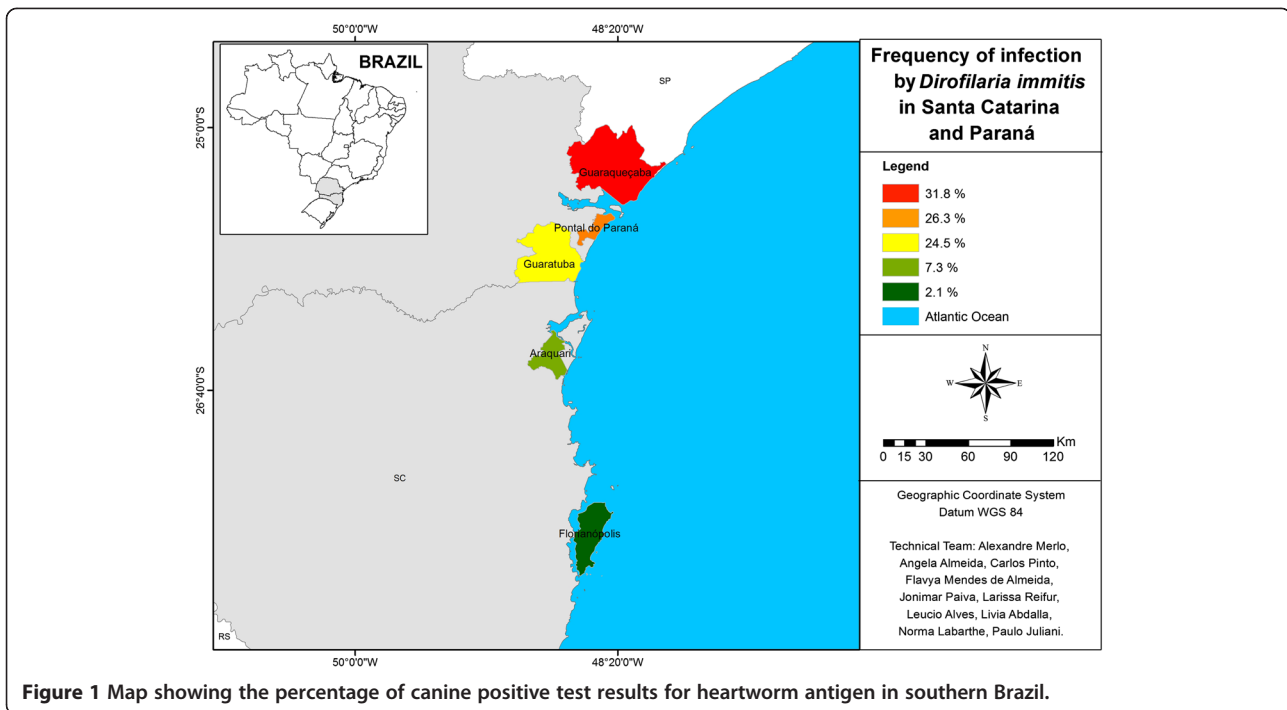 50°0'0"W
48°20'0"W
BRAZIL
SP
25°0'0"S
Guaraqueçaba
Pontal do Paraná
Guaratuba
Araquari
26°40'0"S
SC
Florianópolis
RS
50°0'0"W
48°20'0"W
Frequency of infection
by Dirofilaria immitis
in Santa Catarina
and Paraná
Legend
31.8 %
26.3 %
24.5 %
7.3 %
2.1 %
Atlantic Ocean
N
W
E
S
Km
0 15 30 60 90 120
Geographic Coordinate System
Datum WGS 84
Technical Team: Alexandre Merlo,
Angela Almeida, Carlos Pinto,
Flavya Mendes de Almeida,
Jonimar Paiva, Larissa Reifur,
Leucio Alves, Livia Abdalla,
Norma Labarthe, Paulo Juliani.
Figure 1 Map showing the percentage of canine positive test results for heartworm antigen in southern Brazil.